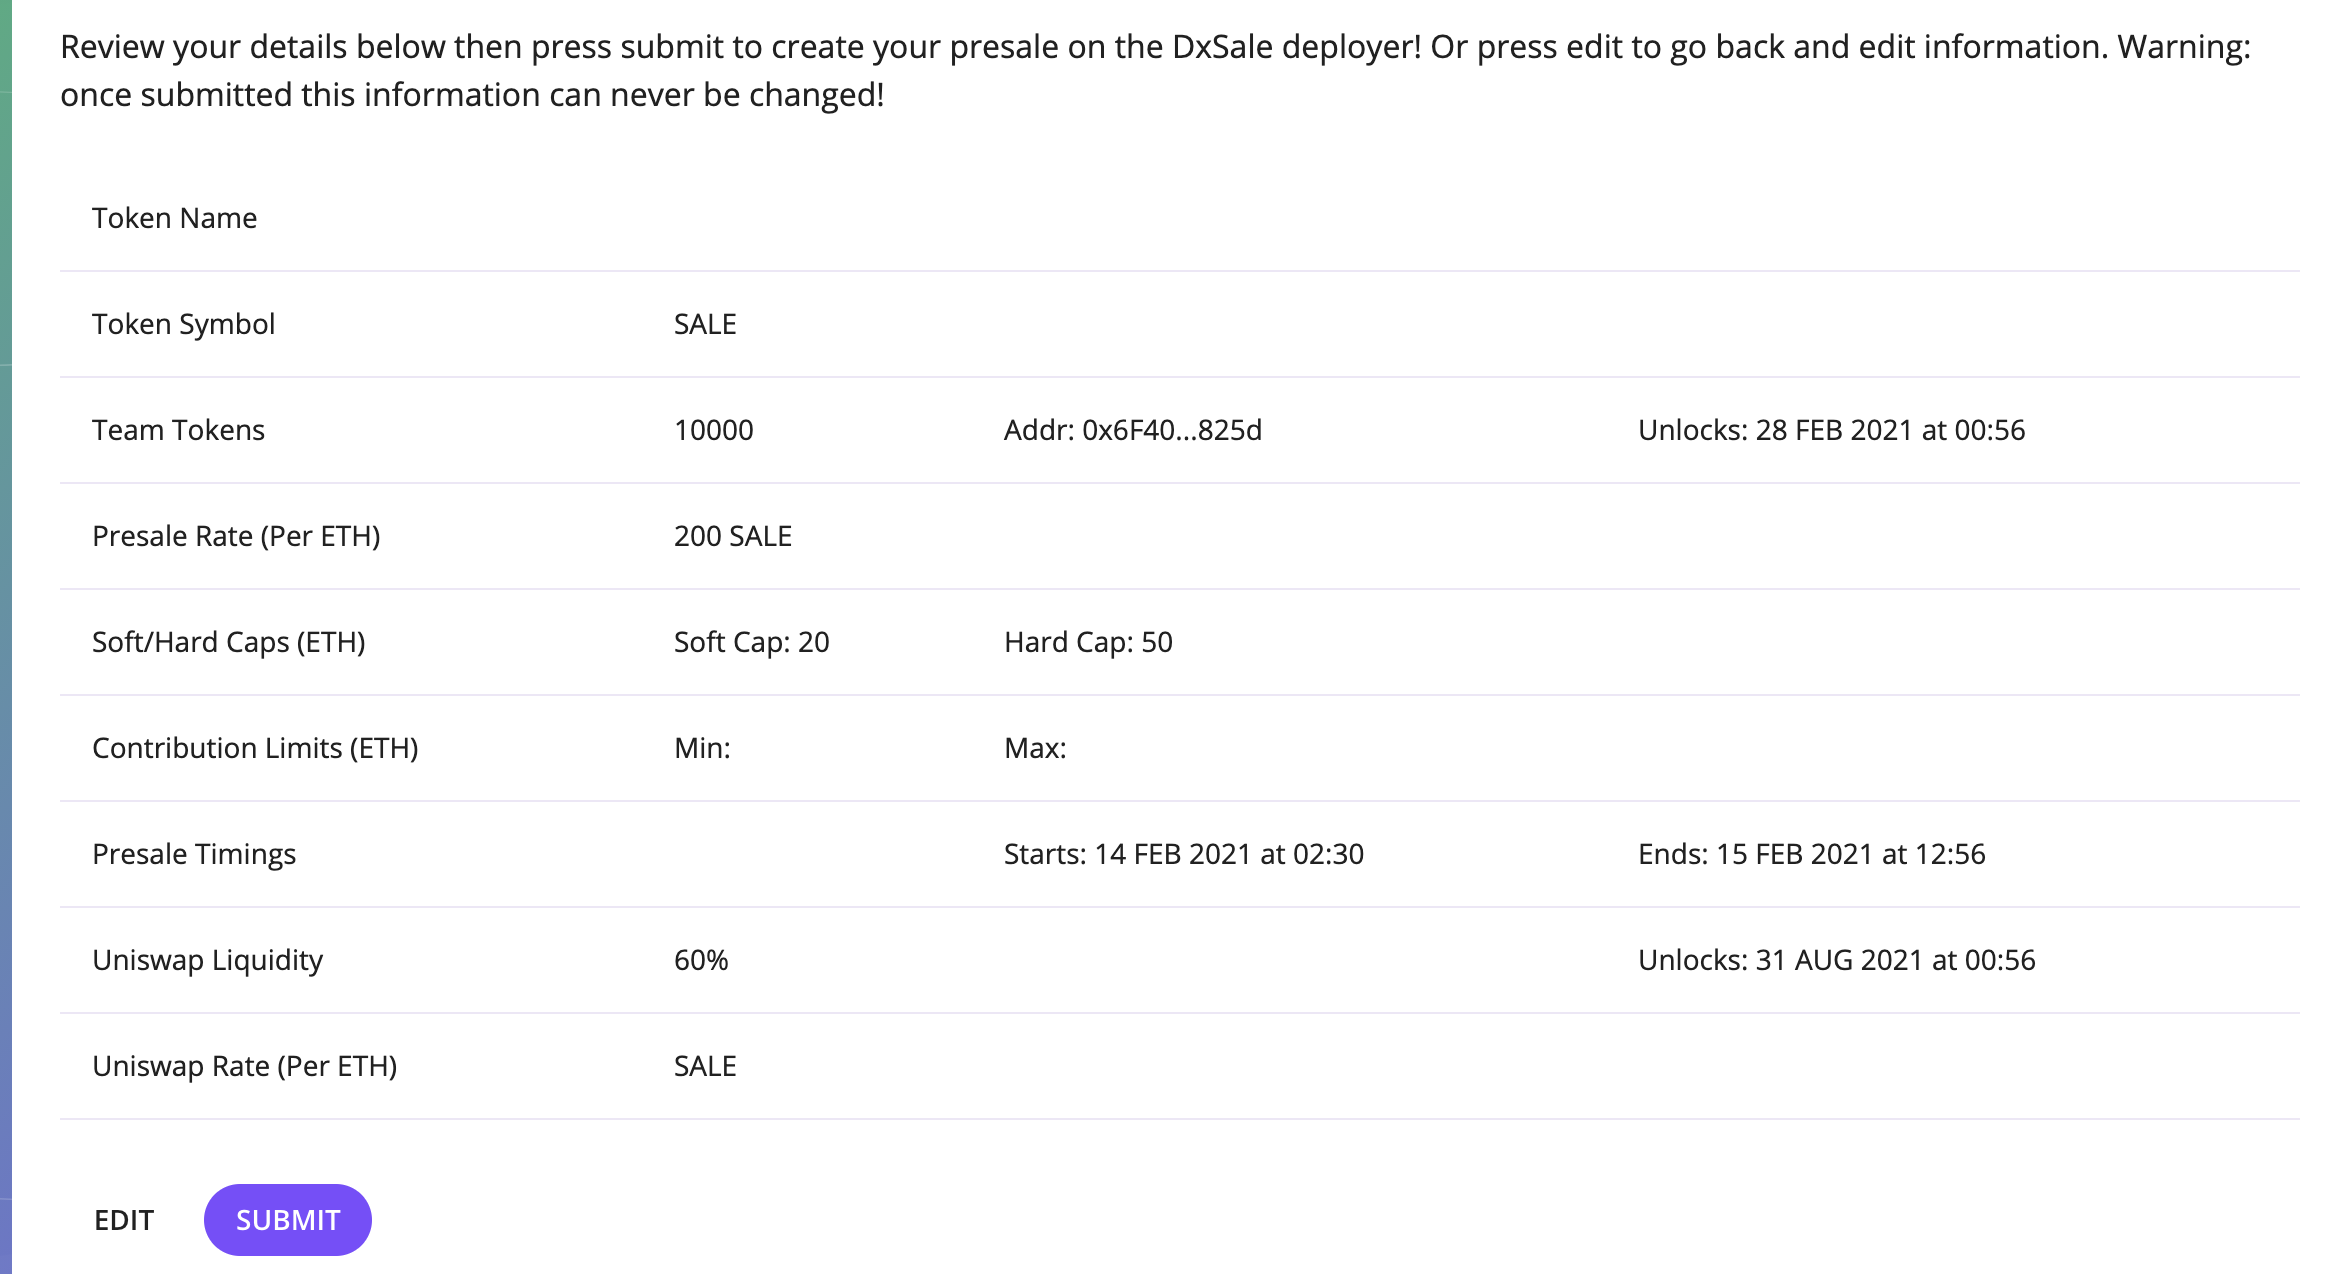 Review your details below then press submit to create your presale on the DxSale deployer! Or press edit to go back and edit information. Warning:
once submitted this information can never be changed!
Token Name
Token Symbol SALE
Team Tokens 10000 Addr: 0x6F40...825d Unlocks: 28 FEB 2021 at 00:56
Presale Rate (Per ETH) 200 SALE
Soft/Hard Caps (ETH) Soft Cap: 20 Hard Cap: 50
Contribution Limits (ETH) Min: Max:
Presale Timings Starts: 14 FEB 2021 at 02:30 Ends: 15 FEB 2021 at 12:56
Uniswap Liquidity 60% Unlocks: 31 AUG 2021 at 00:56
Uniswap Rate (Per ETH) SALE
EDIT SUBMIT